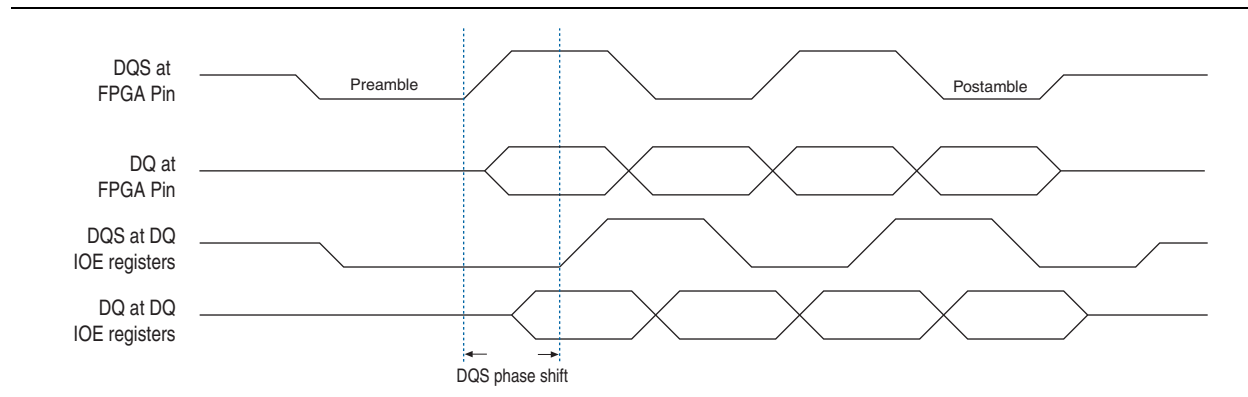 DQS at
FPGA Pin
Preamble
Postamble
DQ at
FPGA Pin
DQS at DQ
IOE registers
DQ at DQ
IOE registers
DQS phase shift